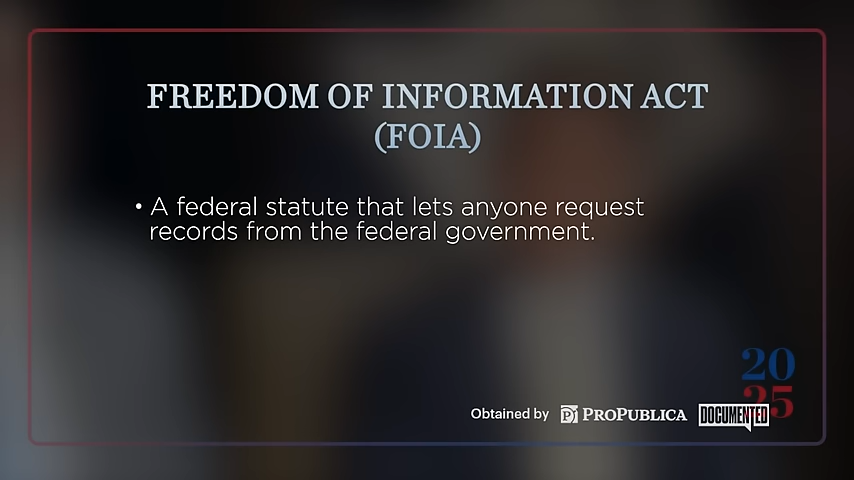 FREEDOM OF INFORMATION ACT
(FOIA)
• A federal statute that lets anyone request
records from the federal government.
20
25
Obtained by PROPUBLICA DOCUMENTED